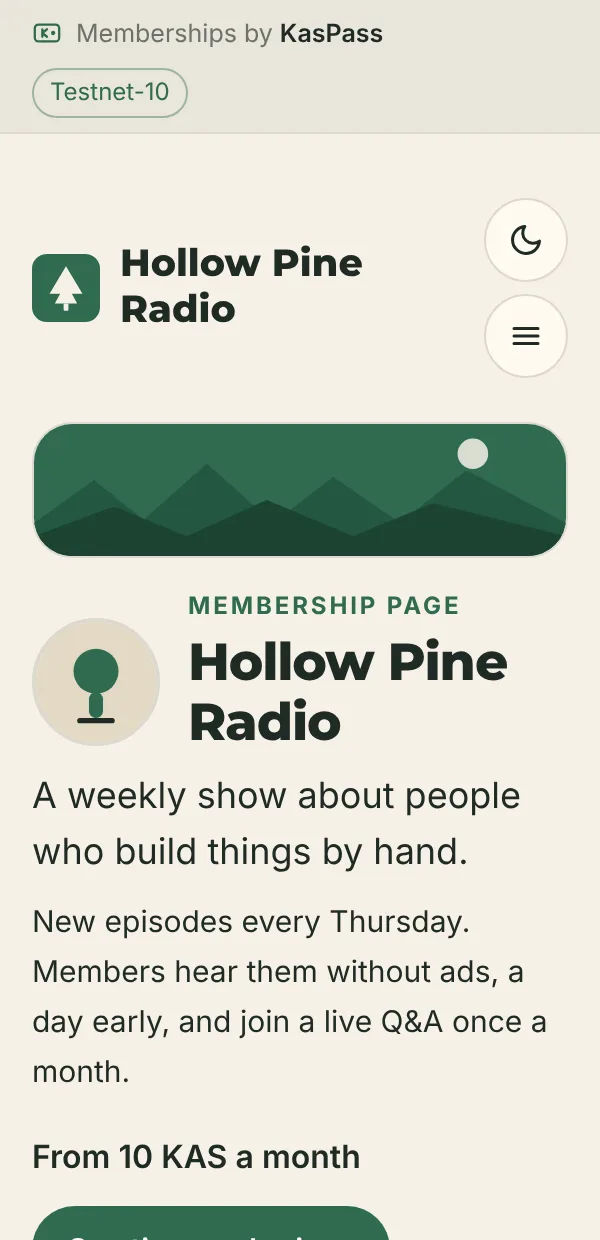 Memberships by KasPass
Testnet-10
Hollow Pine
Radio
MEMBERSHIP PAGE
Hollow Pine
Radio
A weekly show about people
who build things by hand.
New episodes every Thursday.
Members hear them without ads, a
day early, and join a live Q&A once a
month.
From 10 KAS a month